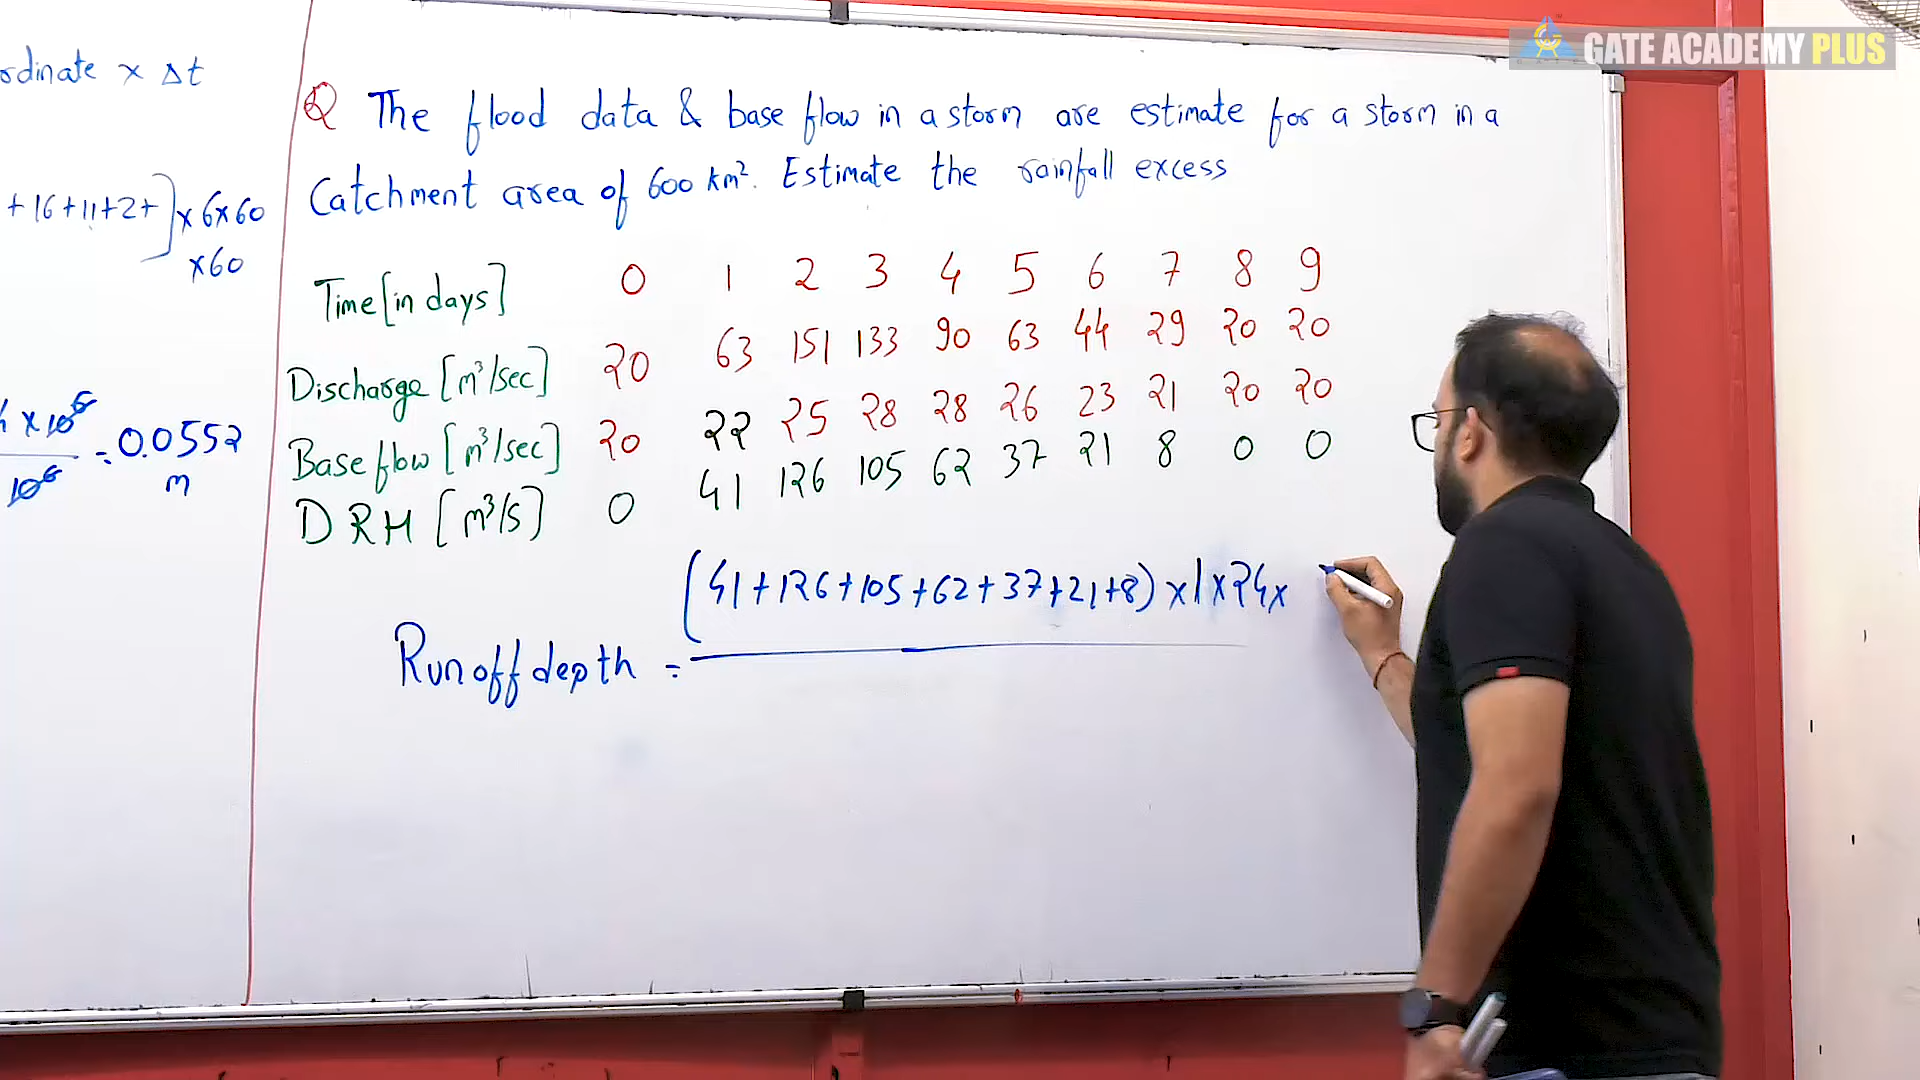 GATE ACADEMY PLUS
ordinate × Δt
+16+11+2+]×6×60
×60
×10⁶
10⁶
=0.0552
m
Q The flood data & base flow in a storm are estimate for a storm in a
Catchment area of 600 km². Estimate the rainfall excess
Time [in days] 0 1 2 3 4 5 6 7 8 9
Discharge [m³/sec] 20 63 151 133 90 63 44 29 20 20
Base flow [m³/sec] 20 22 25 28 28 26 23 21 20 20
DRH [m³/s] 0 41 126 105 62 37 21 8 0 0
(41+126+105+62+37+21+8)×1×24×
Runoff depth =